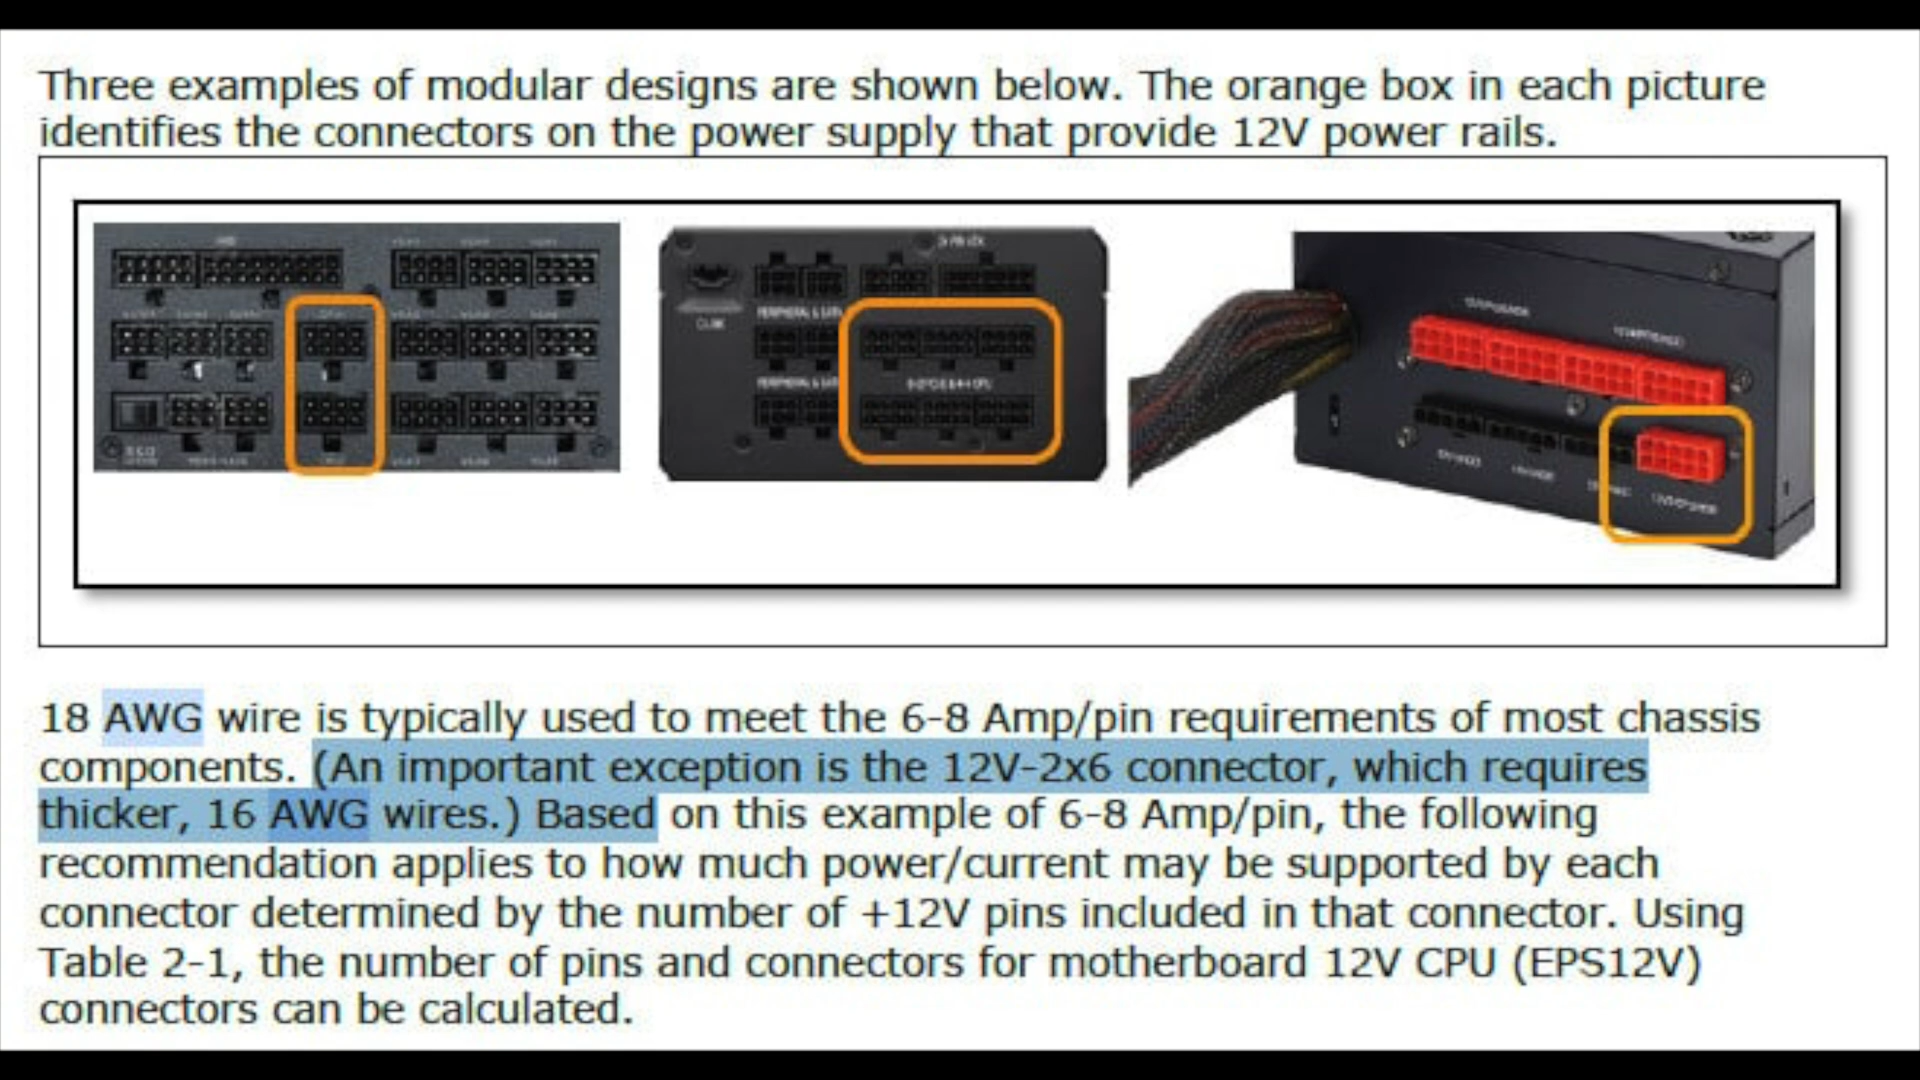 Three examples of modular designs are shown below. The orange box in each picture
identifies the connectors on the power supply that provide 12V power rails.
18 AWG wire is typically used to meet the 6-8 Amp/pin requirements of most chassis
components. (An important exception is the 12V-2x6 connector, which requires
thicker, 16 AWG wires.) Based on this example of 6-8 Amp/pin, the following
recommendation applies to how much power/current may be supported by each
connector determined by the number of +12V pins included in that connector. Using
Table 2-1, the number of pins and connectors for motherboard 12V CPU (EPS12V)
connectors can be calculated.